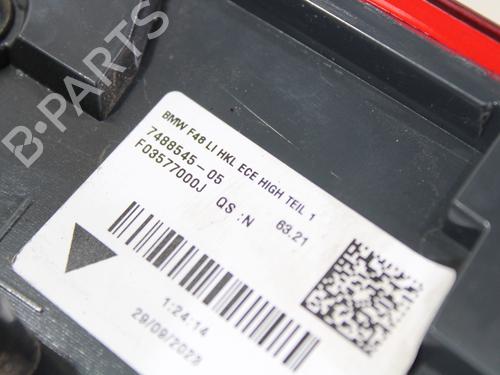 B-PARTS
BMW F48 LI HKL ECE HIGH TEIL 1
7488545-05
F03577000J QS :N 63.21
1:24:14
29/09/2023